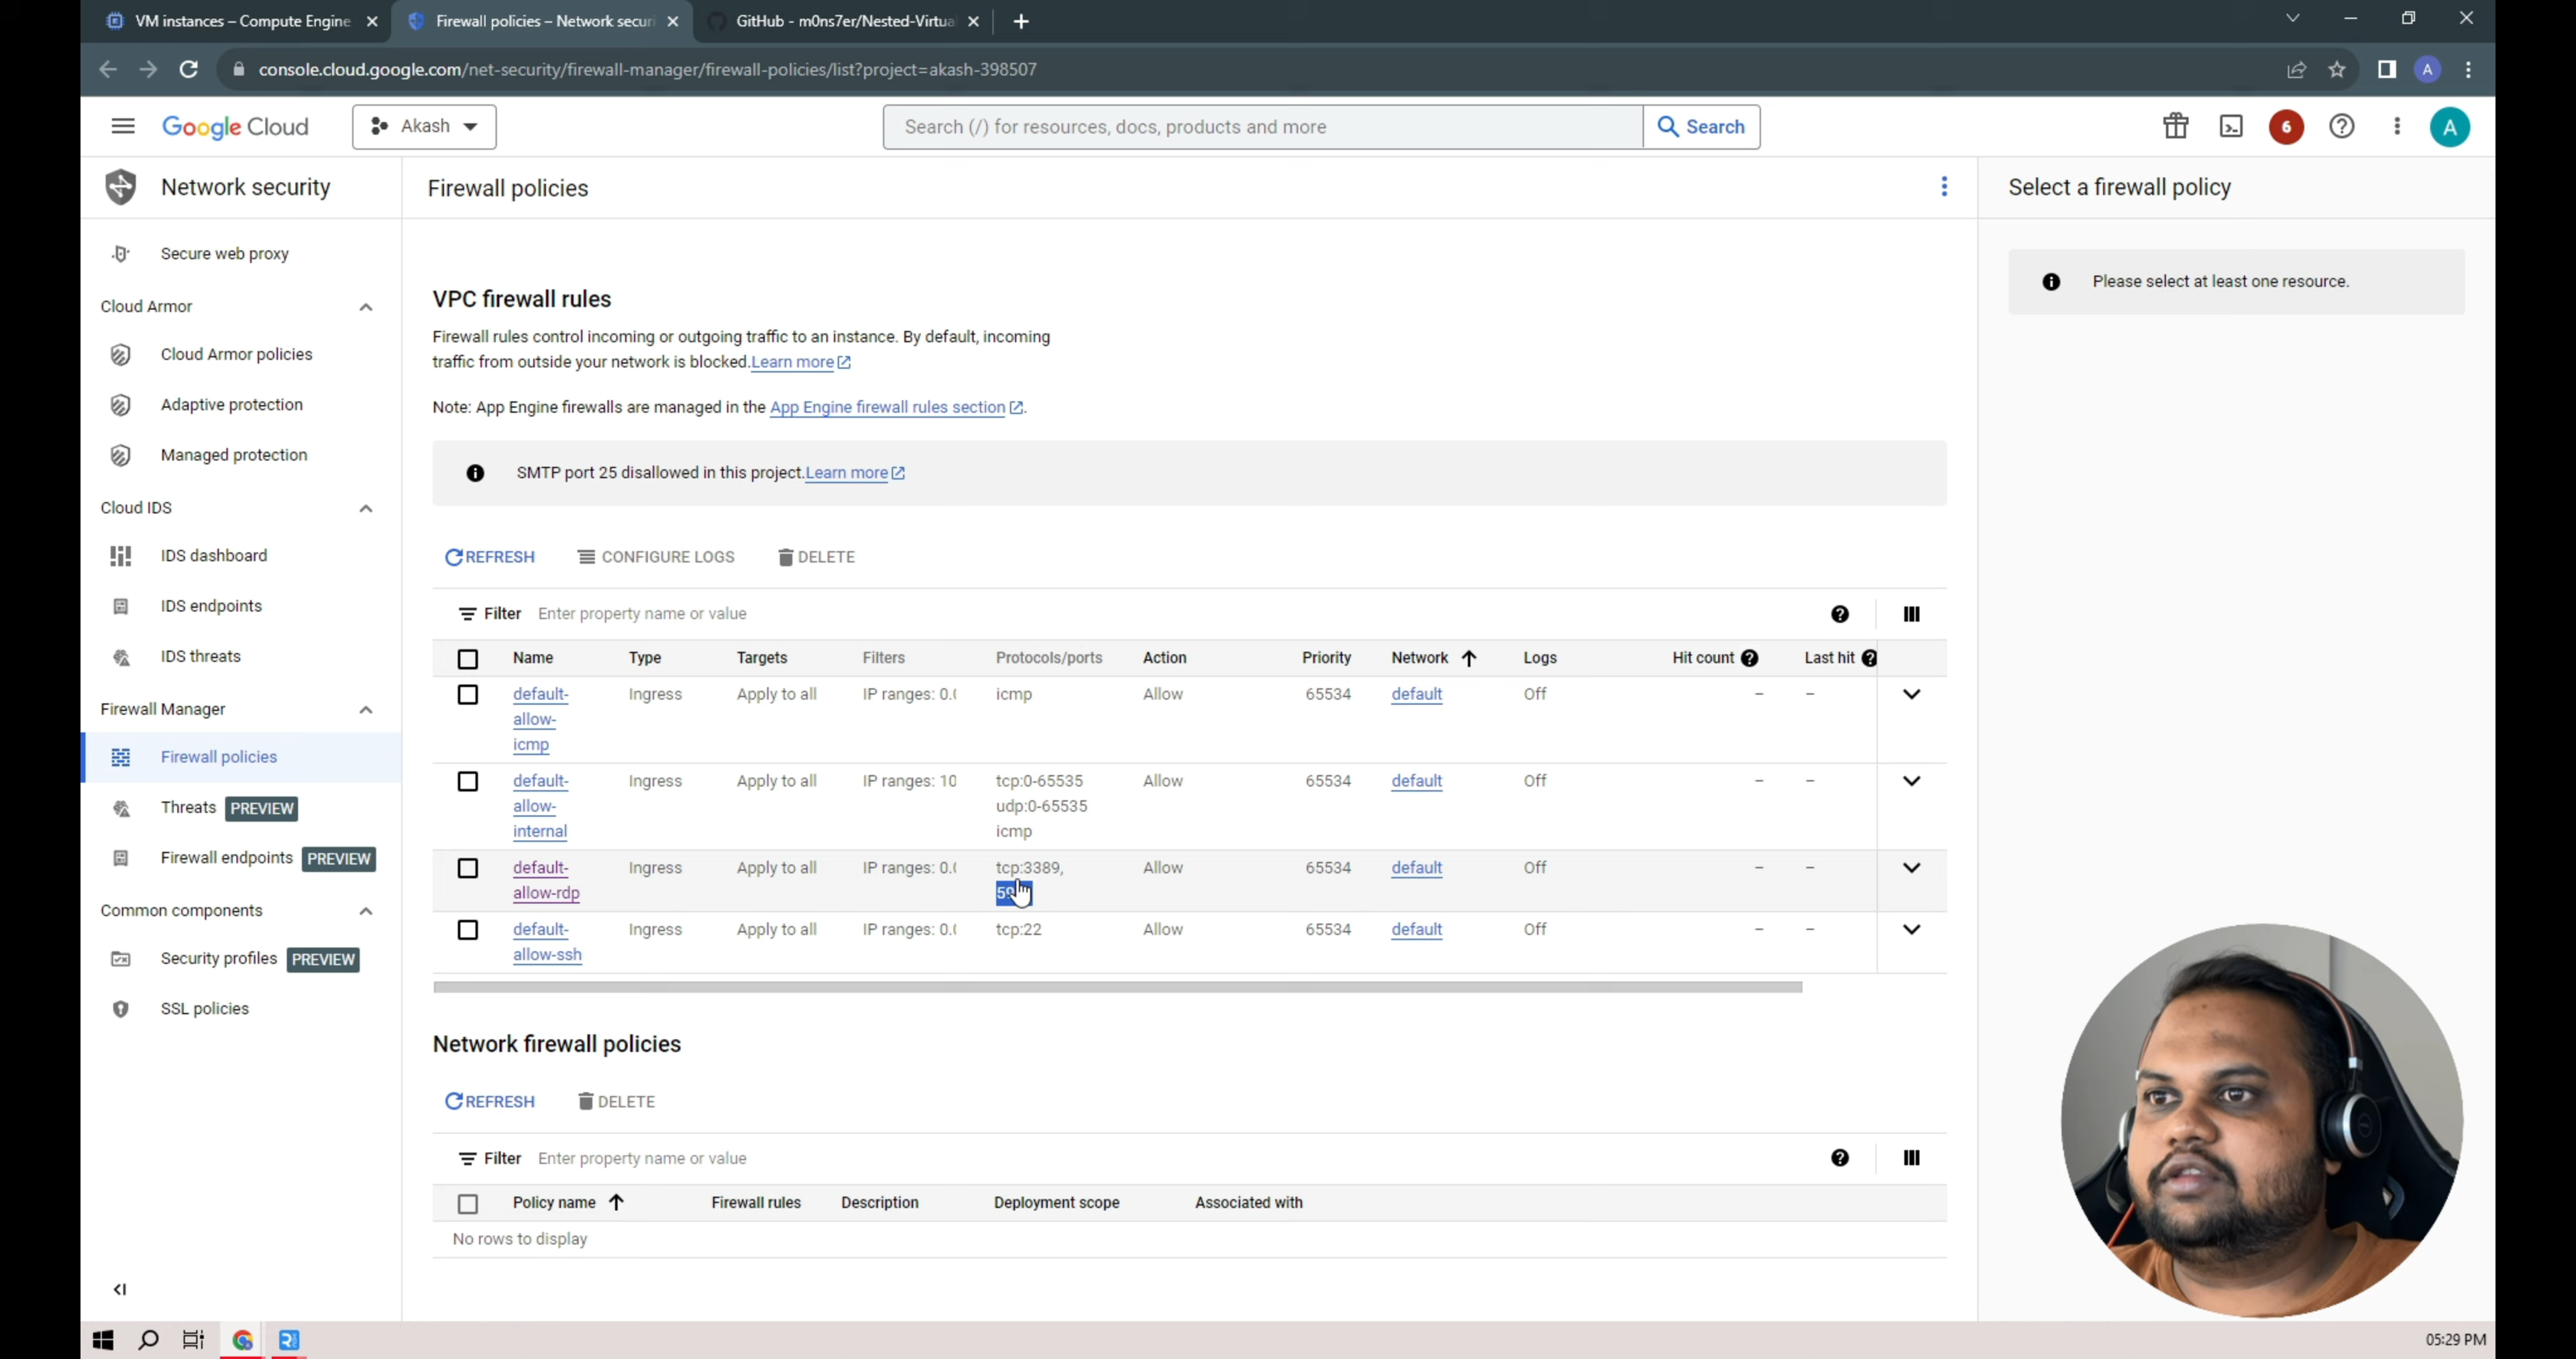 VM instances – Compute Engine
Firewall policies – Network securi
GitHub - m0ns7er/Nested-Virtua
console.cloud.google.com/net-security/firewall-manager/firewall-policies/list?project=akash-398507
A
Google Cloud
Akash
Search (/) for resources, docs, products and more
Search
6
A
Network security
Secure web proxy
Cloud Armor
Cloud Armor policies
Adaptive protection
Managed protection
Cloud IDS
IDS dashboard
IDS endpoints
IDS threats
Firewall Manager
Firewall policies
Threats PREVIEW
Firewall endpoints PREVIEW
Common components
Security profiles PREVIEW
SSL policies
Firewall policies
VPC firewall rules
Firewall rules control incoming or outgoing traffic to an instance. By default, incoming
traffic from outside your network is blocked.Learn more
Note: App Engine firewalls are managed in the App Engine firewall rules section.
SMTP port 25 disallowed in this project.Learn more
REFRESH CONFIGURE LOGS DELETE
Filter Enter property name or value
Name Type Targets Filters Protocols/ports Action Priority Network Logs Hit count Last hit
default- Ingress Apply to all IP ranges: 0.0 icmp Allow 65534 default Off – –
allow-
icmp
default- Ingress Apply to all IP ranges: 10 tcp:0-65535 Allow 65534 default Off – –
allow- udp:0-65535
internal icmp
default- Ingress Apply to all IP ranges: 0.0 tcp:3389, Allow 65534 default Off – –
allow-rdp
default- Ingress Apply to all IP ranges: 0.0 tcp:22 Allow 65534 default Off – –
allow-ssh
Network firewall policies
REFRESH DELETE
Filter Enter property name or value
Policy name Firewall rules Description Deployment scope Associated with
No rows to display
Select a firewall policy
Please select at least one resource.
05:29 PM